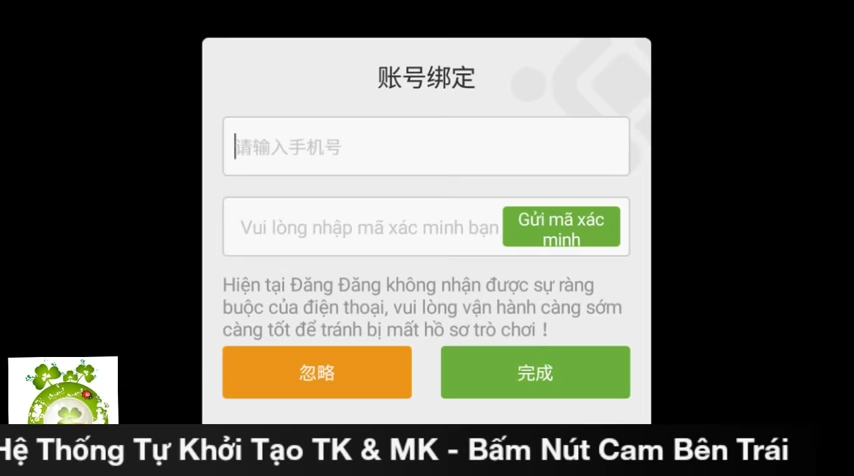 账号绑定
请输入手机号
Vui lòng nhập mã xác minh bạn
Gửi mã xác
minh
Hiện tại Đăng Đăng không nhận được sự ràng
buộc của điện thoại, vui lòng vận hành càng sớm
càng tốt để tránh bị mất hồ sơ trò chơi！
忽略
完成
Hệ Thống Tự Khởi Tạo TK & MK - Bấm Nút Cam Bên Trái